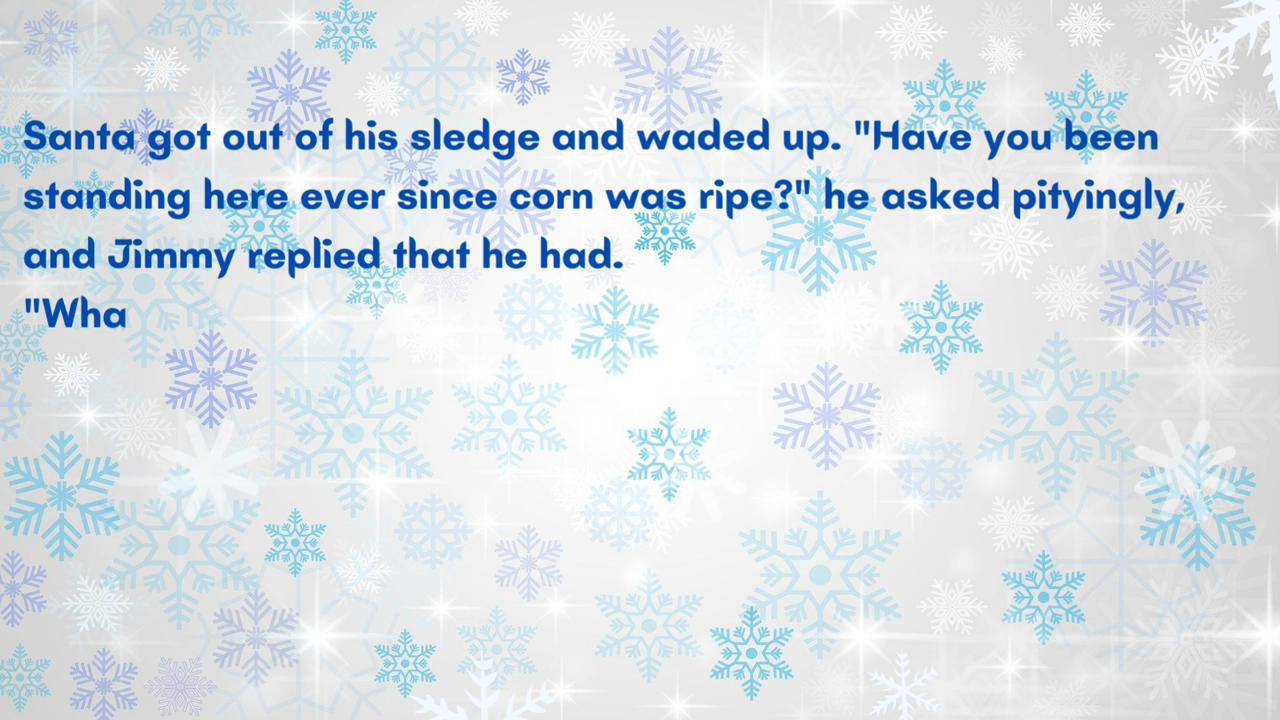 Santa got out of his sledge and waded up. "Have you been
standing here ever since corn was ripe?" he asked pityingly,
and Jimmy replied that he had.
"Wha